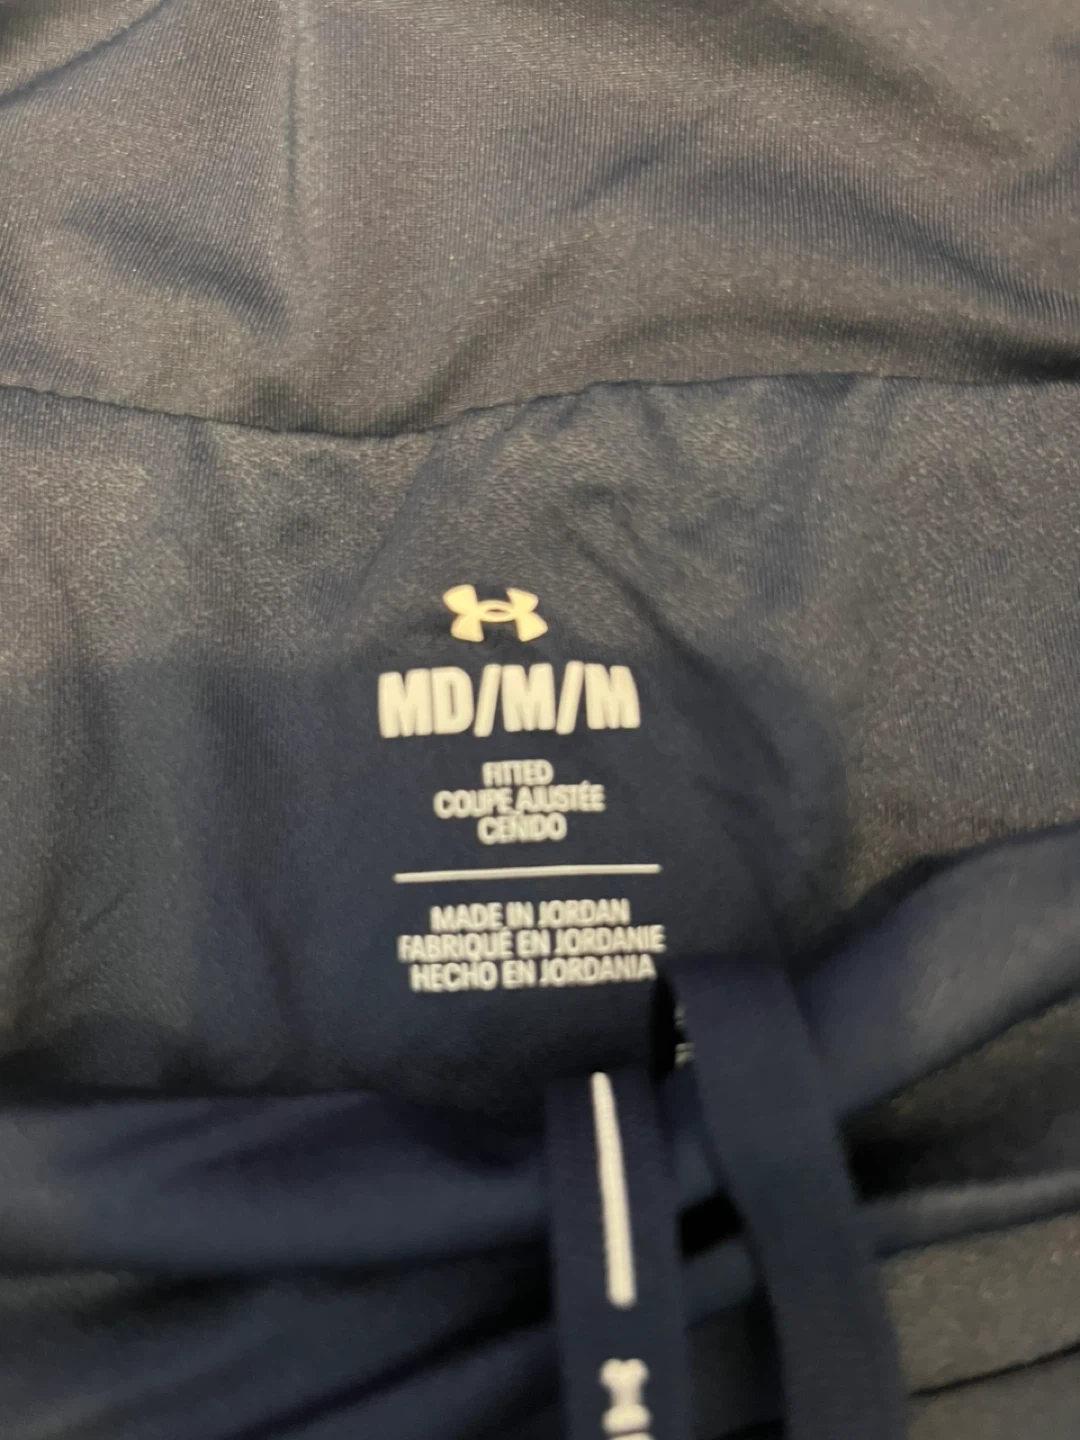 MD/M/M
FITTED
COUPE AJUSTÉE
CEÑIDO
MADE IN JORDAN
FABRIQUÉ EN JORDANIE
HECHO EN JORDANIA